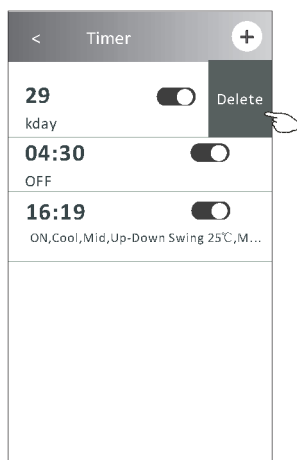 < Timer +
29 Delete
kday
04:30
OFF
16:19
ON,Cool,Mid,Up-Down Swing 25℃,M...